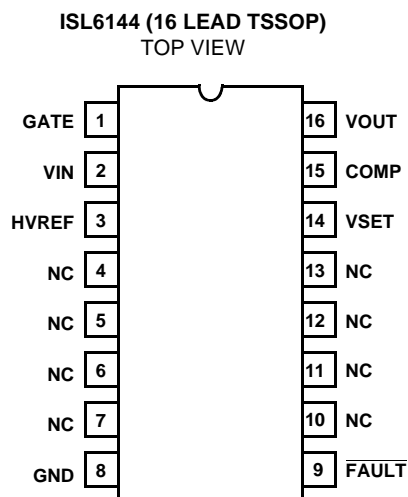 ISL6144 (16 LEAD TSSOP)
TOP VIEW
GATE 1 16 VOUT
VIN 2 15 COMP
HVREF 3 14 VSET
NC 4 13 NC
NC 5 12 NC
NC 6 11 NC
NC 7 10 NC
GND 8 9 FAULT